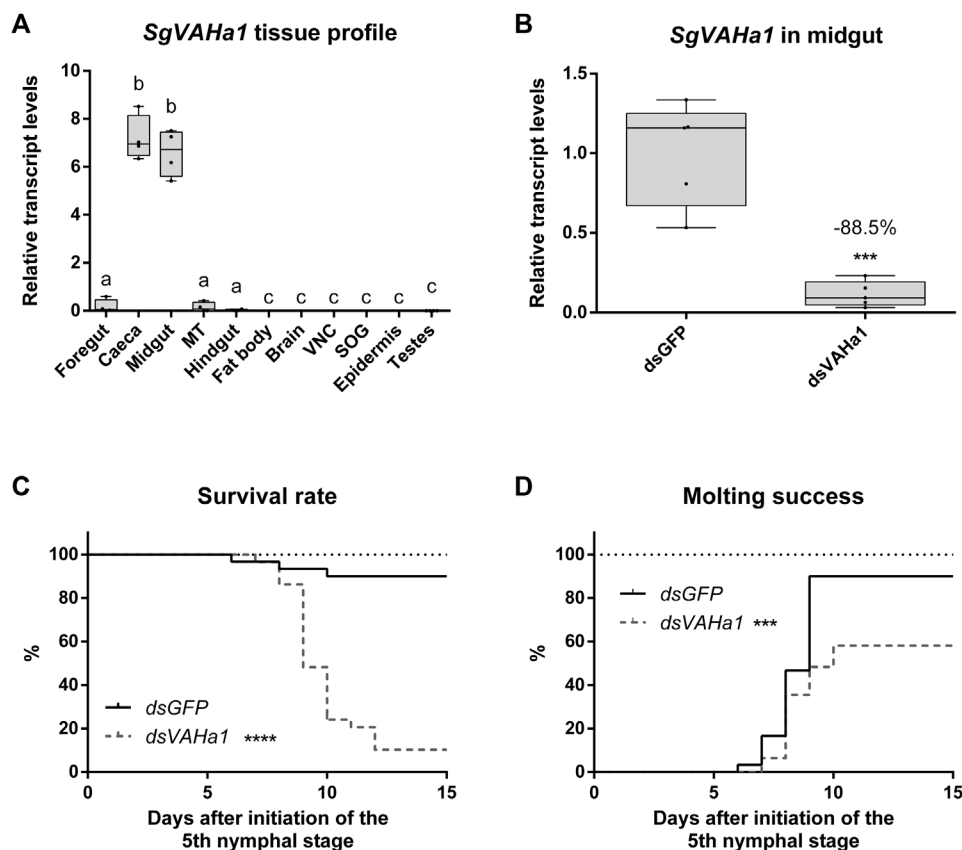 A
SgVAHa1 tissue profile
Relative transcript levels
10
8
6
4
2
0
a
b
b
a
a
c
c
c
c
c
c
Foregut
Caeca
Midgut
MT
Hindgut
Fat body
Brain
VNC
SOG
Epidermis
Testes
B
SgVAHa1 in midgut
Relative transcript levels
1.5
1.0
0.5
0.0
-88.5%
***
dsGFP
dsVAHa1
C
Survival rate
%
100
80
60
40
20
0
dsGFP
dsVAHa1 ****
0 5 10 15
Days after initiation of the
5th nymphal stage
D
Molting success
%
100
80
60
40
20
0
dsGFP
dsVAHa1 ***
0 5 10 15
Days after initiation of the
5th nymphal stage